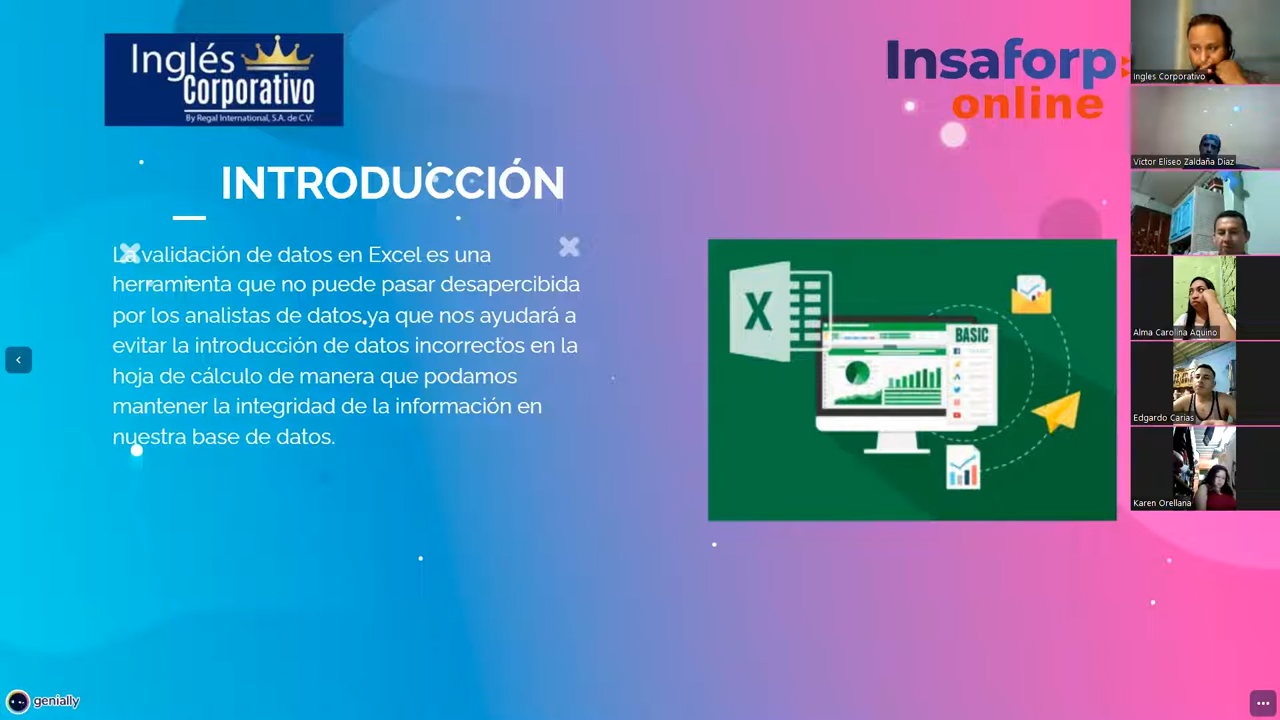 Inglés
Corporativo
By Regal International, S.A. de C.V.
Insaforp
online
INTRODUCCIÓN
La validación de datos en Excel es una
herramienta que no puede pasar desapercibida
por los analistas de datos,ya que nos ayudará a
evitar la introducción de datos incorrectos en la
hoja de cálculo de manera que podamos
mantener la integridad de la información en
nuestra base de datos.
X
BASIC
Ingles Corporativo
Victor Eliseo Zaldaña Diaz
Alma Carolina Aquino
Edgardo Carias
Karen Orellana
genially